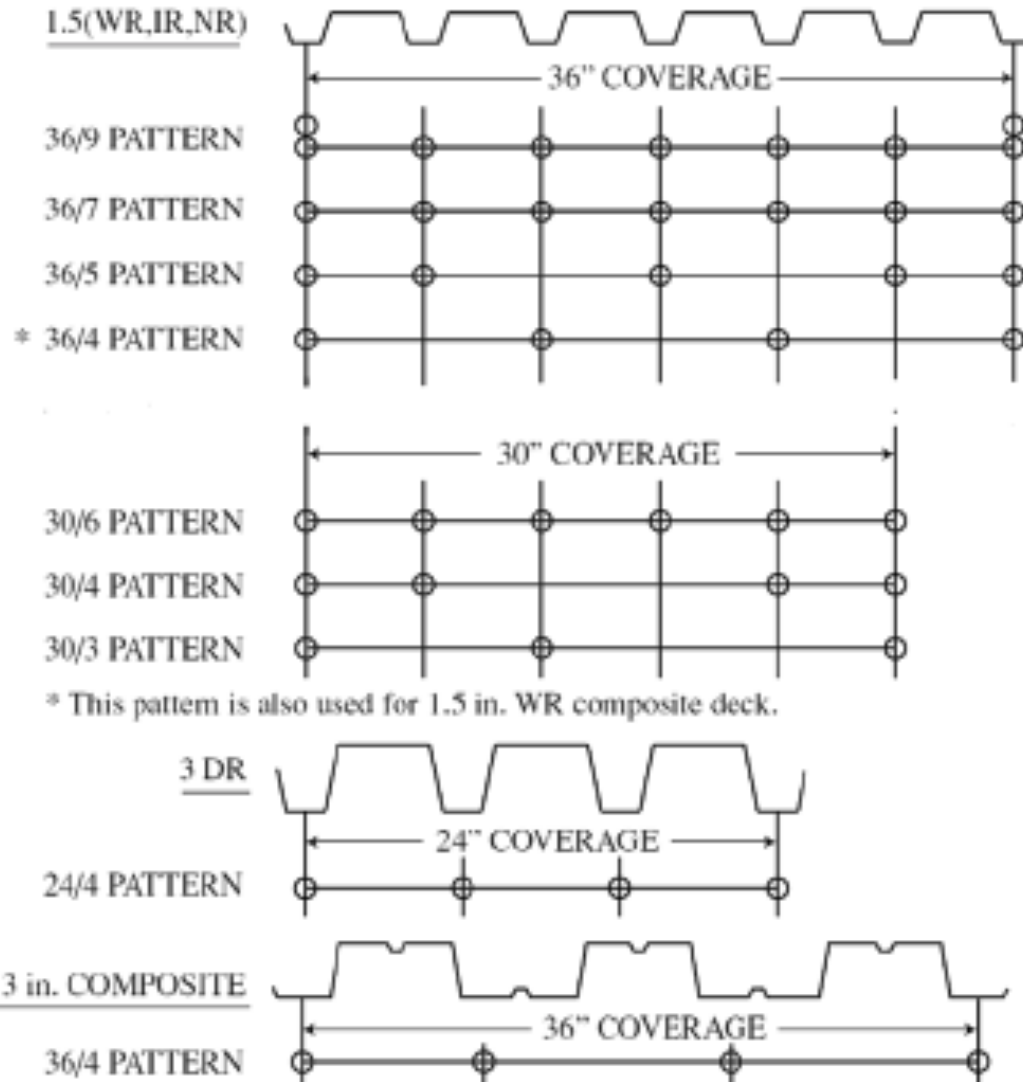 1.5(WR,IR,NR)
36” COVERAGE
36/9 PATTERN
36/7 PATTERN
36/5 PATTERN
* 36/4 PATTERN
30” COVERAGE
30/6 PATTERN
30/4 PATTERN
30/3 PATTERN
* This pattern is also used for 1.5 in. WR composite deck.
3 DR
24” COVERAGE
24/4 PATTERN
3 in. COMPOSITE
36” COVERAGE
36/4 PATTERN